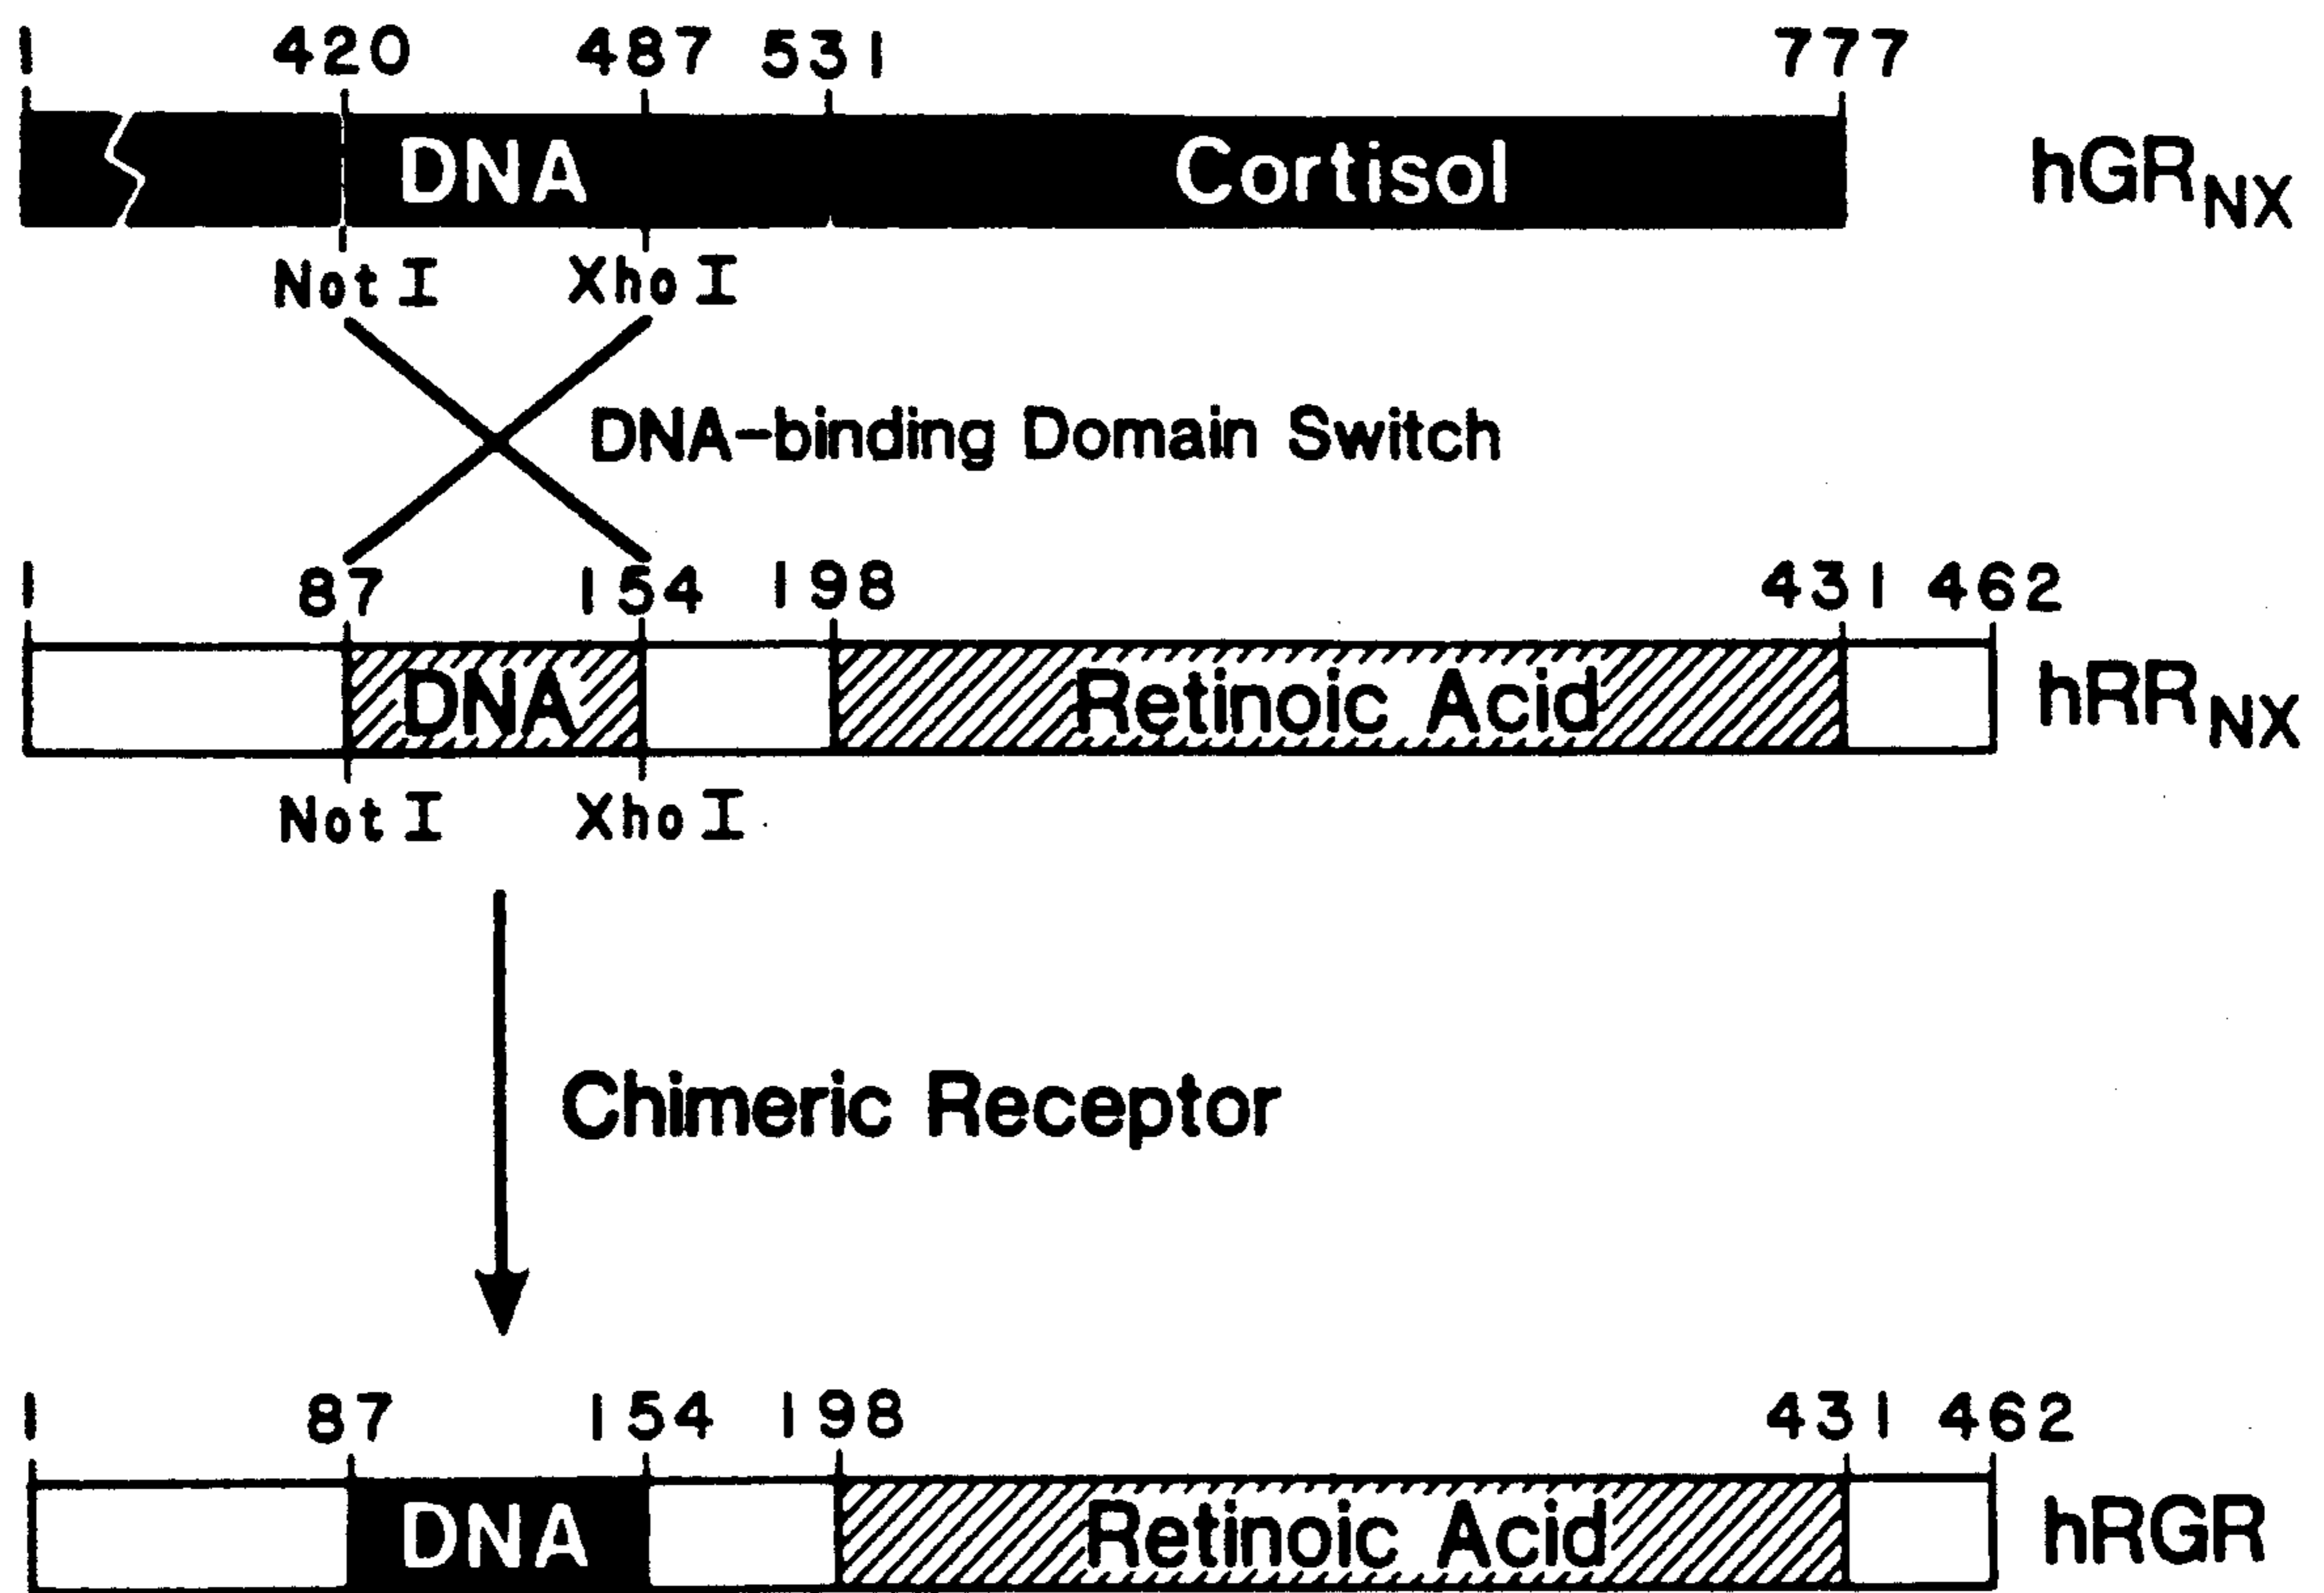 1 420 487 531 777
DNA Cortisol hGRNX
Not I Xho I
DNA-binding Domain Switch
1 87 154 198 431 462
DNA Retinoic Acid hRRNX
Not I Xho I
Chimeric Receptor
1 87 154 198 431 462
DNA Retinoic Acid hRGR